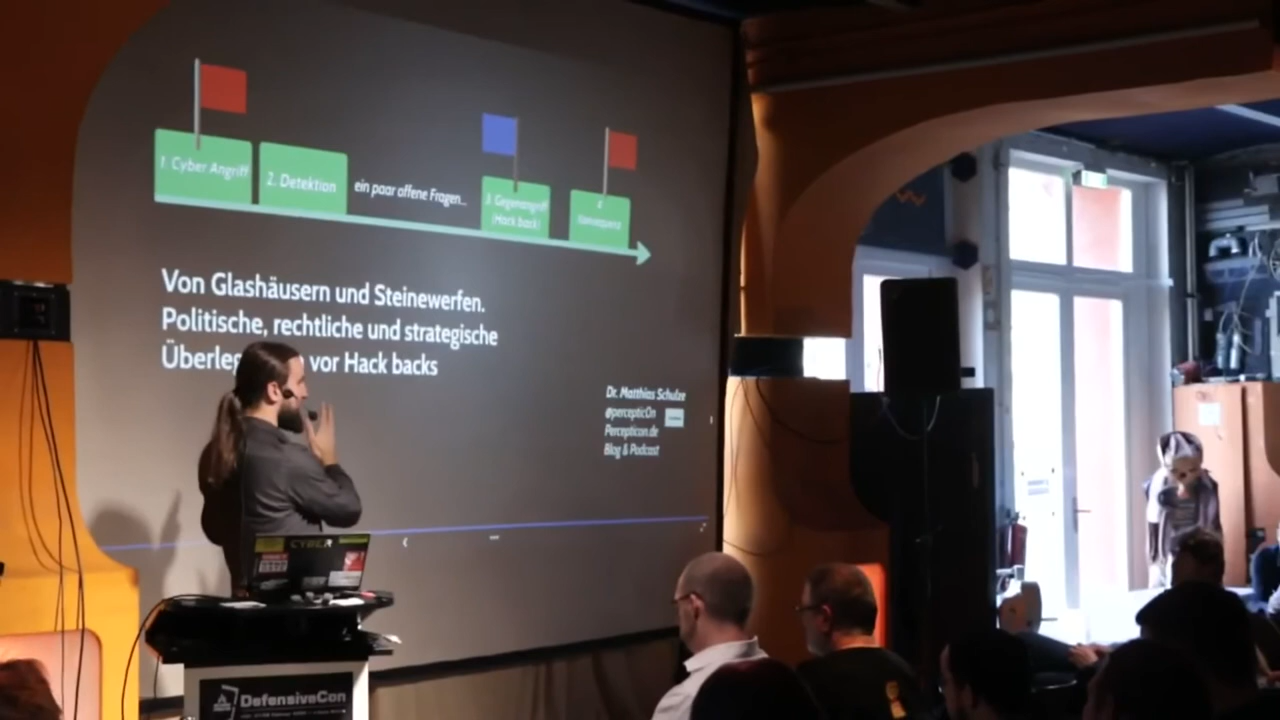 1. Cyber Angriff
2. Detektion
ein paar offene Fragen...
3. Gegenangriff
(Hack back)
Von Glashäusern und Steinewerfen.
Politische, rechtliche und strategische
vor Hack backs
Dr. Matthias Schulze
@percepticOn
Percepticon.de
Blog & Podcast
CYBER
DefensiveCon